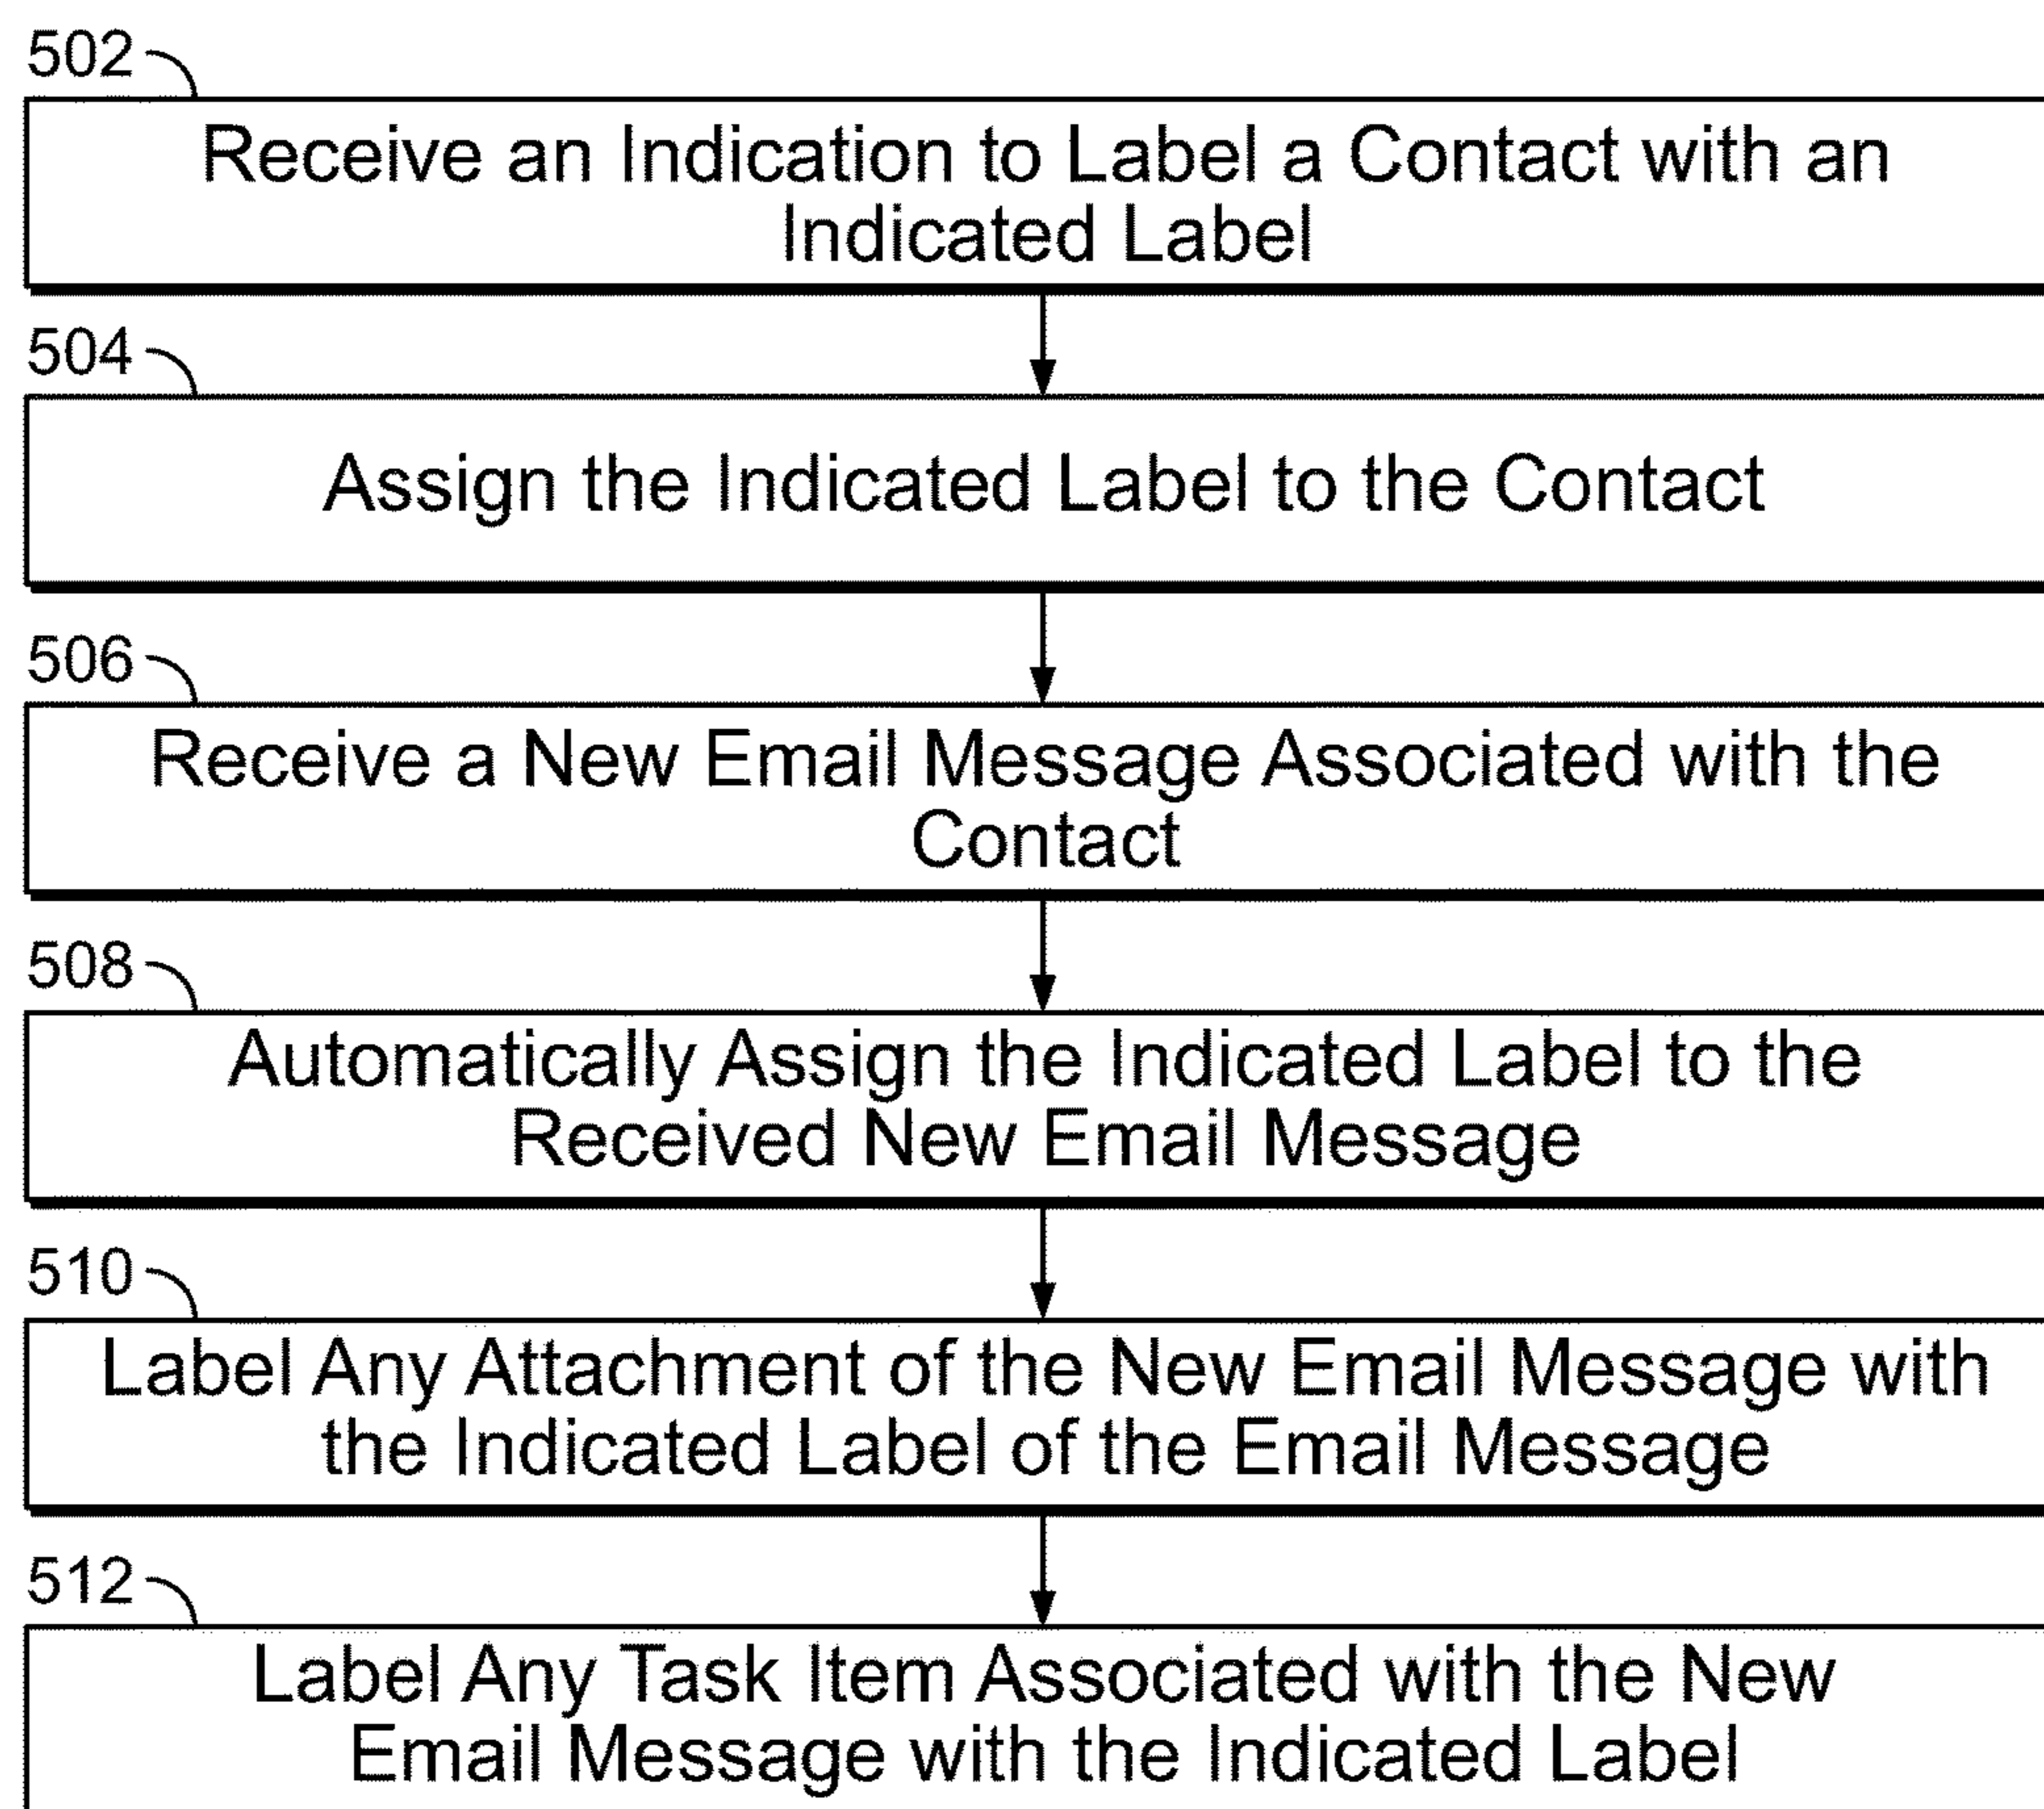 502
Receive an Indication to Label a Contact with an
Indicated Label
504
Assign the Indicated Label to the Contact
506
Receive a New Email Message Associated with the
Contact
508
Automatically Assign the Indicated Label to the
Received New Email Message
510
Label Any Attachment of the New Email Message with
the Indicated Label of the Email Message
512
Label Any Task Item Associated with the New
Email Message with the Indicated Label